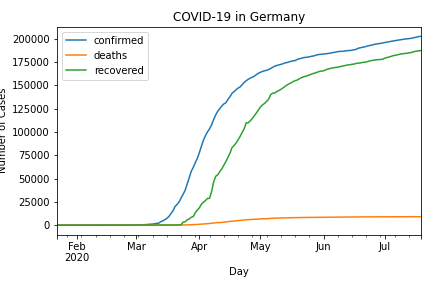 COVID-19 in Germany
confirmed
deaths
recovered
200000
175000
150000
125000
100000
75000
50000
25000
0
Number of Cases
Feb
2020
Mar
Apr
May
Jun
Jul
Day